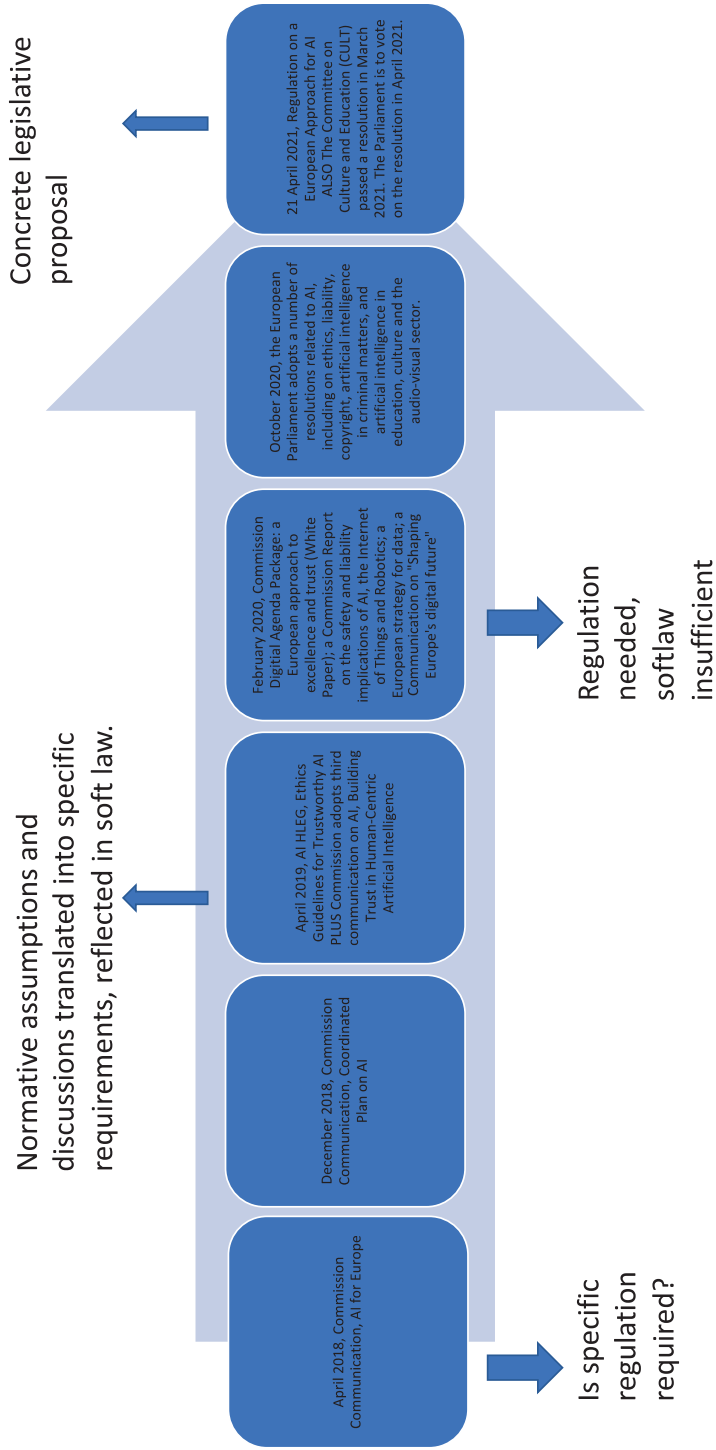 Normative assumptions and
discussions translated into specific
requirements, reflected in soft law.
Concrete legislative
proposal
April 2018, Commission
Communication, AI for Europe
December 2018, Commission
Communication, Coordinated
Plan on AI
April 2019, AI HLEG, Ethics
Guidelines for Trustworthy AI
PLUS Commission adopts third
communication on AI, Building
Trust in Human-Centric
Artificial Intelligence
February 2020, Commission
Digitial Agenda Package: a
European approach to
excellence and trust (White
Paper); a Commission Report
on the safety and liability
implications of AI, the Internet
of Things and Robotics; a
European strategy for data; a
Communication on "Shaping
Europe's digital future"
October 2020, the European
Parliament adopts a number of
resolutions related to AI,
including on ethics, liability,
copyright, artificial intelligence
in criminal matters, and
artificial intelligence in
education, culture and the
audio-visual sector.
21 April 2021, Regulation on a
European Approach for AI
ALSO The Committee on
Culture and Education (CULT)
passed a resolution in March
2021. The Parliament is to vote
on the resolution in April 2021.
Is specific
regulation
required?
Regulation
needed,
softlaw
insufficient